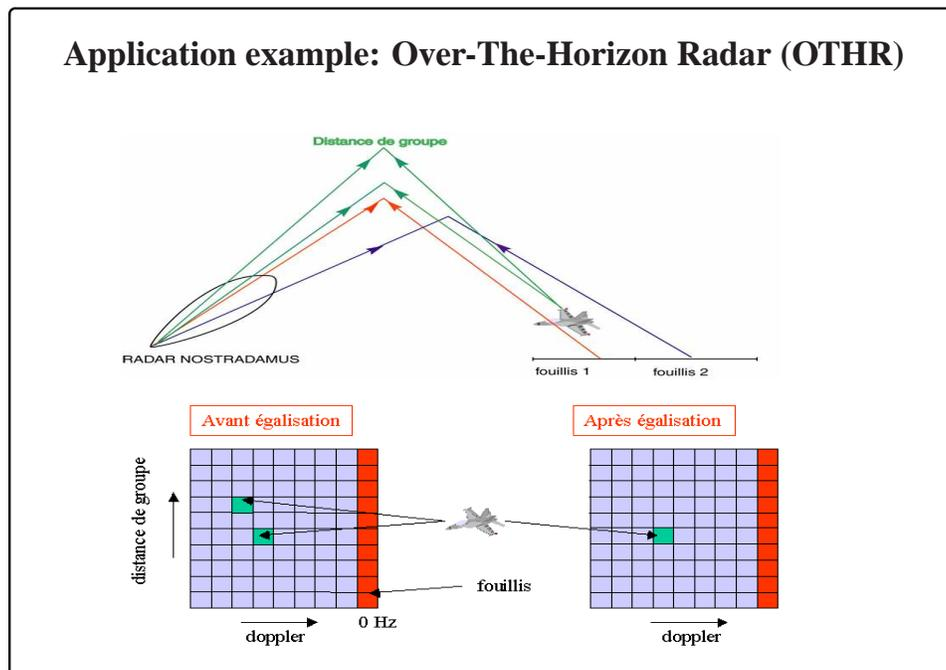 Application example: Over-The-Horizon Radar (OTHR)
Distance de groupe
RADAR NOSTRADAMUS
fouillis 1
fouillis 2
Avant égalisation
Après égalisation
distance de groupe
fouillis
0 Hz
doppler
doppler